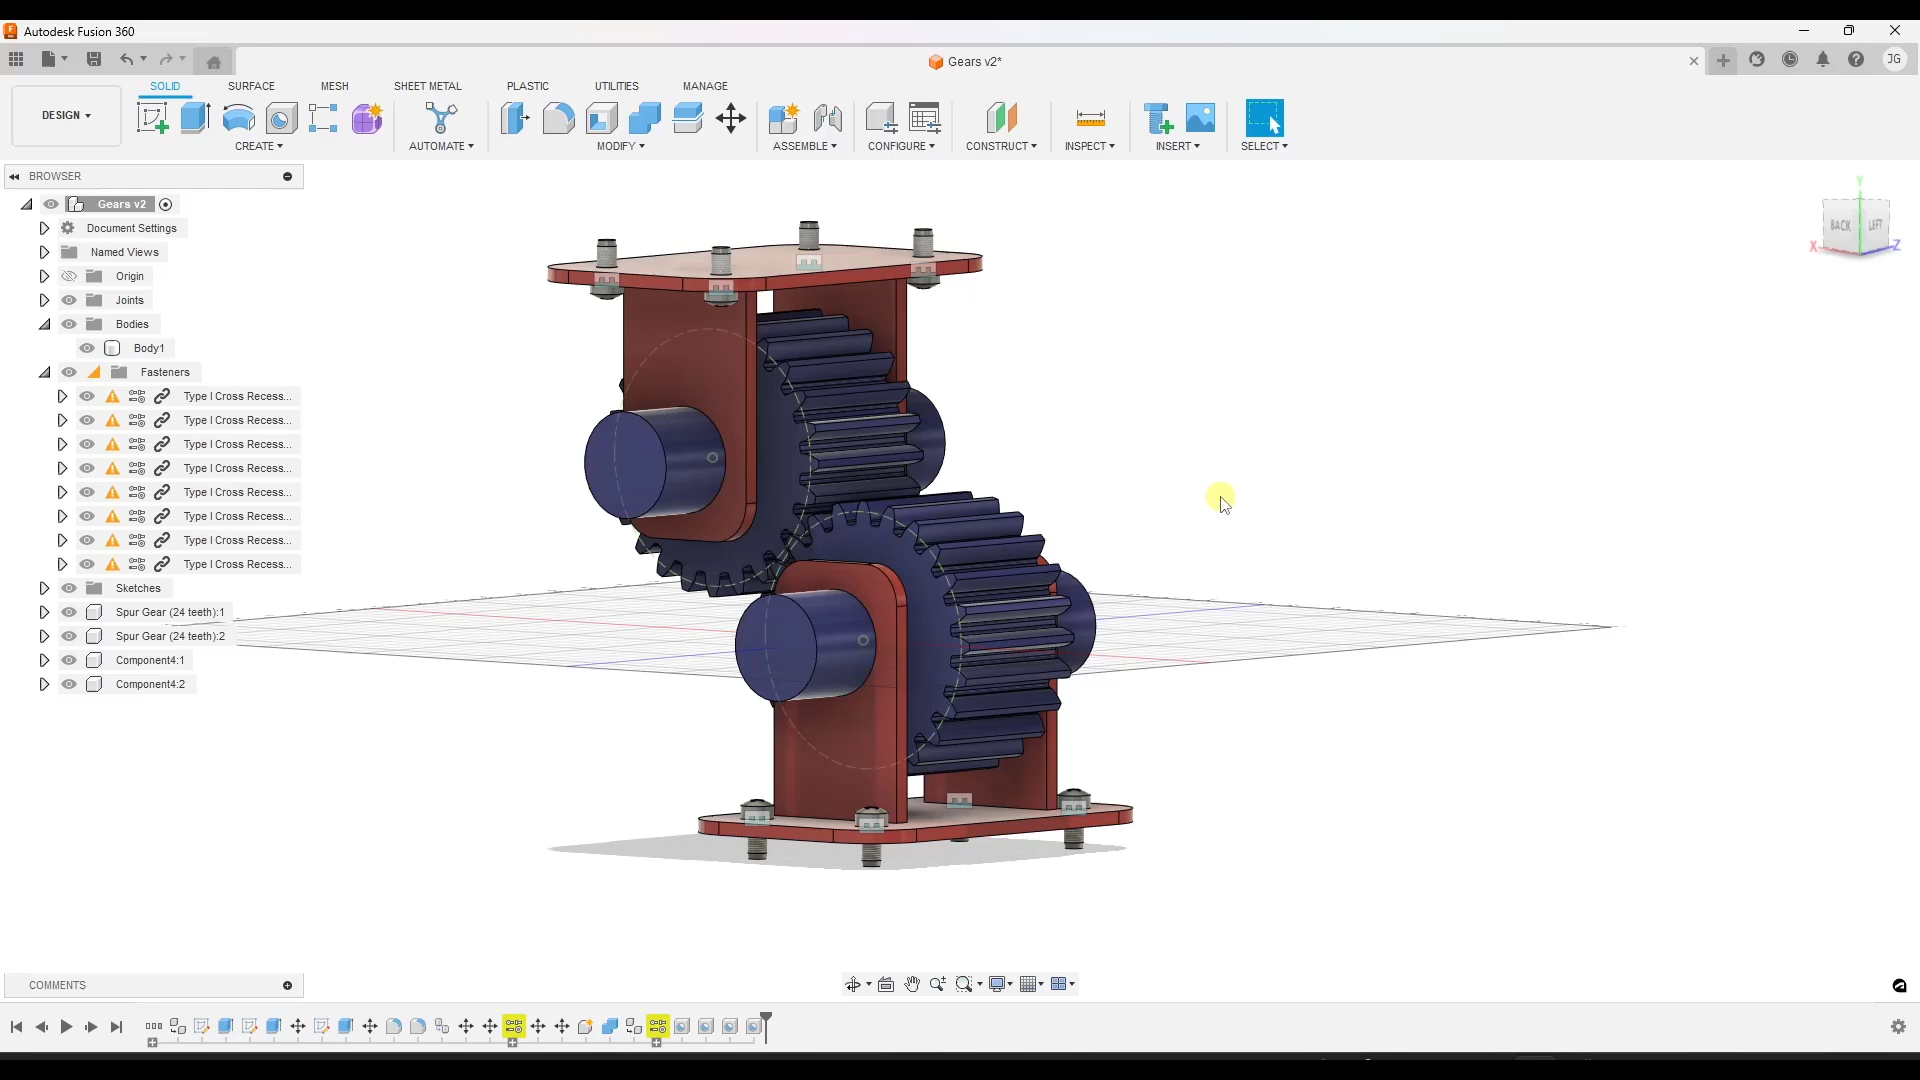 Autodesk Fusion 360
Gears v2*
JG
DESIGN
SOLID
SURFACE
MESH
SHEET METAL
PLASTIC
UTILITIES
MANAGE
CREATE
AUTOMATE
MODIFY
ASSEMBLE
CONFIGURE
CONSTRUCT
INSPECT
INSERT
SELECT
BROWSER
Gears v2
Document Settings
Named Views
Origin
Joints
Bodies
Body1
Fasteners
Type I Cross Recess...
Type I Cross Recess...
Type I Cross Recess...
Type I Cross Recess...
Type I Cross Recess...
Type I Cross Recess...
Type I Cross Recess...
Type I Cross Recess...
Sketches
Spur Gear (24 teeth):1
Spur Gear (24 teeth):2
Component4:1
Component4:2
Y
BACK
LEFT
X
Z
COMMENTS